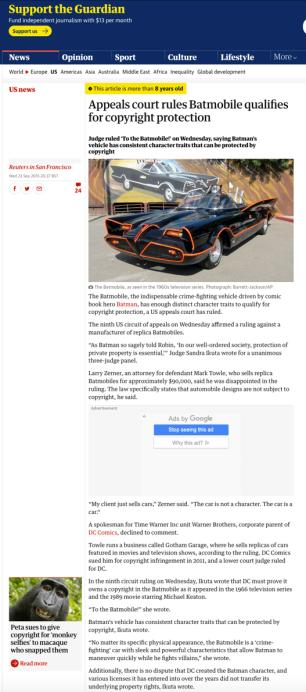 Support the Guardian
Fund independent journalism with $13 per month
Support us →
News
Opinion
Sport
Culture
Lifestyle
More
World
Europe
US
Americas
Asia
Australia
Middle East
Africa
Inequality
Global development
US news
This article is more than 8 years old
Appeals court rules Batmobile qualifies
for copyright protection
Judge ruled 'To the Batmobile!' on Wednesday, saying Batman's
vehicle has consistent character traits that can be protected by
copyright
Reuters in San Francisco
Wed 23 Sep 2015
24
The Batmobile, as seen in the 1960s television series. Photograph: Barrett-Jackson/AP
The Batmobile, the indispensable crime-fighting vehicle driven by comic
book hero Batman, has enough distinct character traits to qualify for
copyright protection, a US appeals court has ruled.
The ninth US circuit of appeals on Wednesday affirmed a ruling against a
manufacturer of replica Batmobiles.
"As Batman so sagely told Robin, 'In our well-ordered society, protection of
private property is essential,'" Judge Sandra Ikuta wrote for a unanimous
three-judge panel.
Larry Zerner, an attorney for defendant Mark Towle, who sells replica
Batmobiles for approximately $90,000, said he was disappointed in the
ruling. The law specifically states that automobile designs are not subject to
copyright, he said.
Advertisement
Ads by Google
Stop seeing this ad
Why this ad?
"My client just sells cars," Zerner said. "The car is not a character. The car is a
car."
A spokesman for Time Warner Inc unit Warner Brothers, corporate parent of
DC Comics, declined to comment.
Towle runs a business called Gotham Garage, where he sells replicas of cars
featured in movies and television shows, according to the ruling. DC Comics
sued him for copyright infringement in 2011, and a lower court judge ruled
for DC.
In the ninth circuit ruling on Wednesday, Ikuta wrote that DC must prove it
owns a copyright in the Batmobile as it appeared in the 1966 television series
and the 1989 movie starring Michael Keaton.
"To the Batmobile!" she wrote.
Batman's vehicle has consistent character traits that can be protected by
copyright, Ikuta wrote.
"No matter its specific physical appearance, the Batmobile is a 'crime-
fighting' car with sleek and powerful characteristics that allow Batman to
maneuver quickly while he fights villains," she wrote.
Additionally, there is no dispute that DC created the Batman character, and
various licenses it has entered into over the years did not transfer its
underlying property rights, Ikuta wrote.
Peta sues to give
copyright for 'monkey
selfies' to macaque
who snapped them
Read more